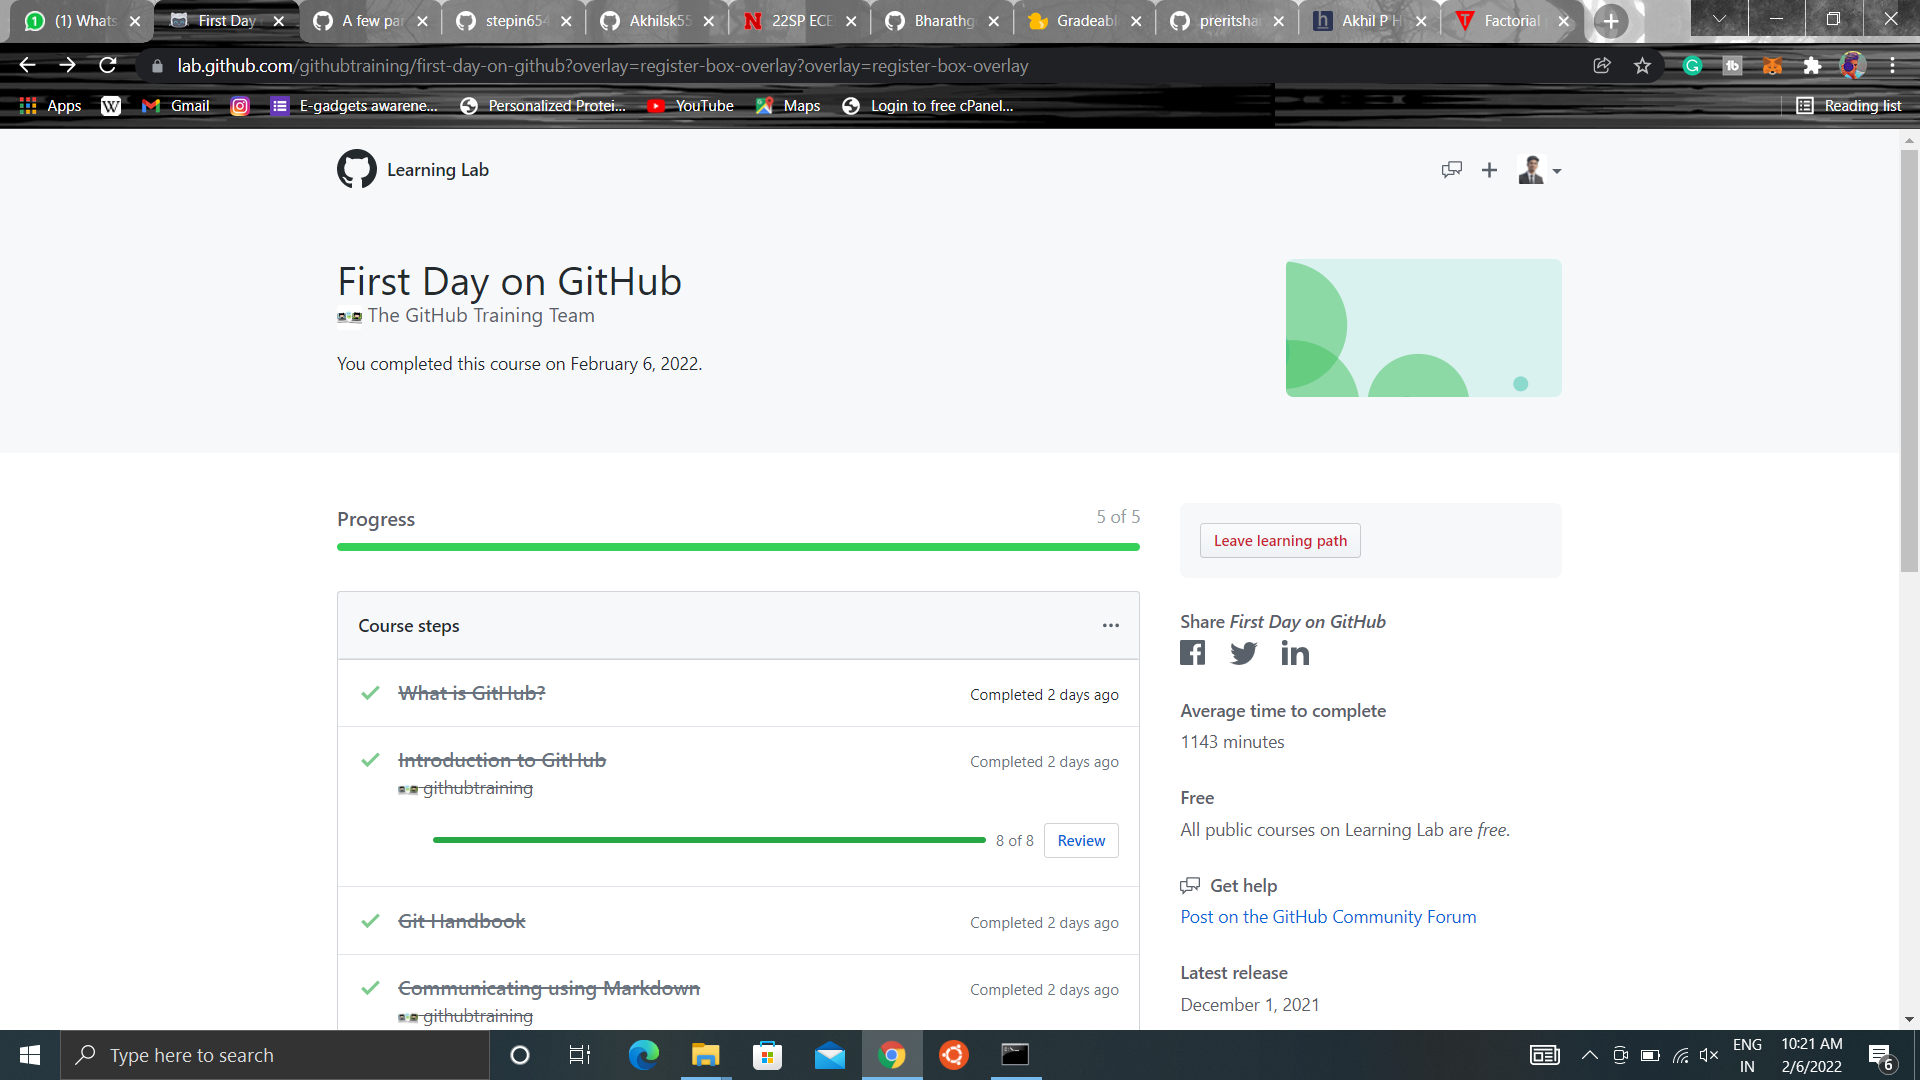 (1) Whats
First Day
A few par
stepin654
Akhilsk55
22SP ECE
Bharathg
Gradeabl
preritshar
Akhil P H
Factorial
lab.github.com/githubtraining/first-day-on-github?overlay=register-box-overlay?overlay=register-box-overlay
Apps
Gmail
E-gadgets awarene...
Personalized Protei...
YouTube
Maps
Login to free cPanel...
Reading list
Learning Lab
First Day on GitHub
The GitHub Training Team
You completed this course on February 6, 2022.
Progress
5 of 5
Leave learning path
Course steps
What is GitHub?
Completed 2 days ago
Introduction to GitHub
Completed 2 days ago
githubtraining
8 of 8
Review
Git Handbook
Completed 2 days ago
Communicating using Markdown
Completed 2 days ago
githubtraining
Share First Day on GitHub
Average time to complete
1143 minutes
Free
All public courses on Learning Lab are free.
Get help
Post on the GitHub Community Forum
Latest release
December 1, 2021
Type here to search
ENG
IN
10:21 AM
2/6/2022
6